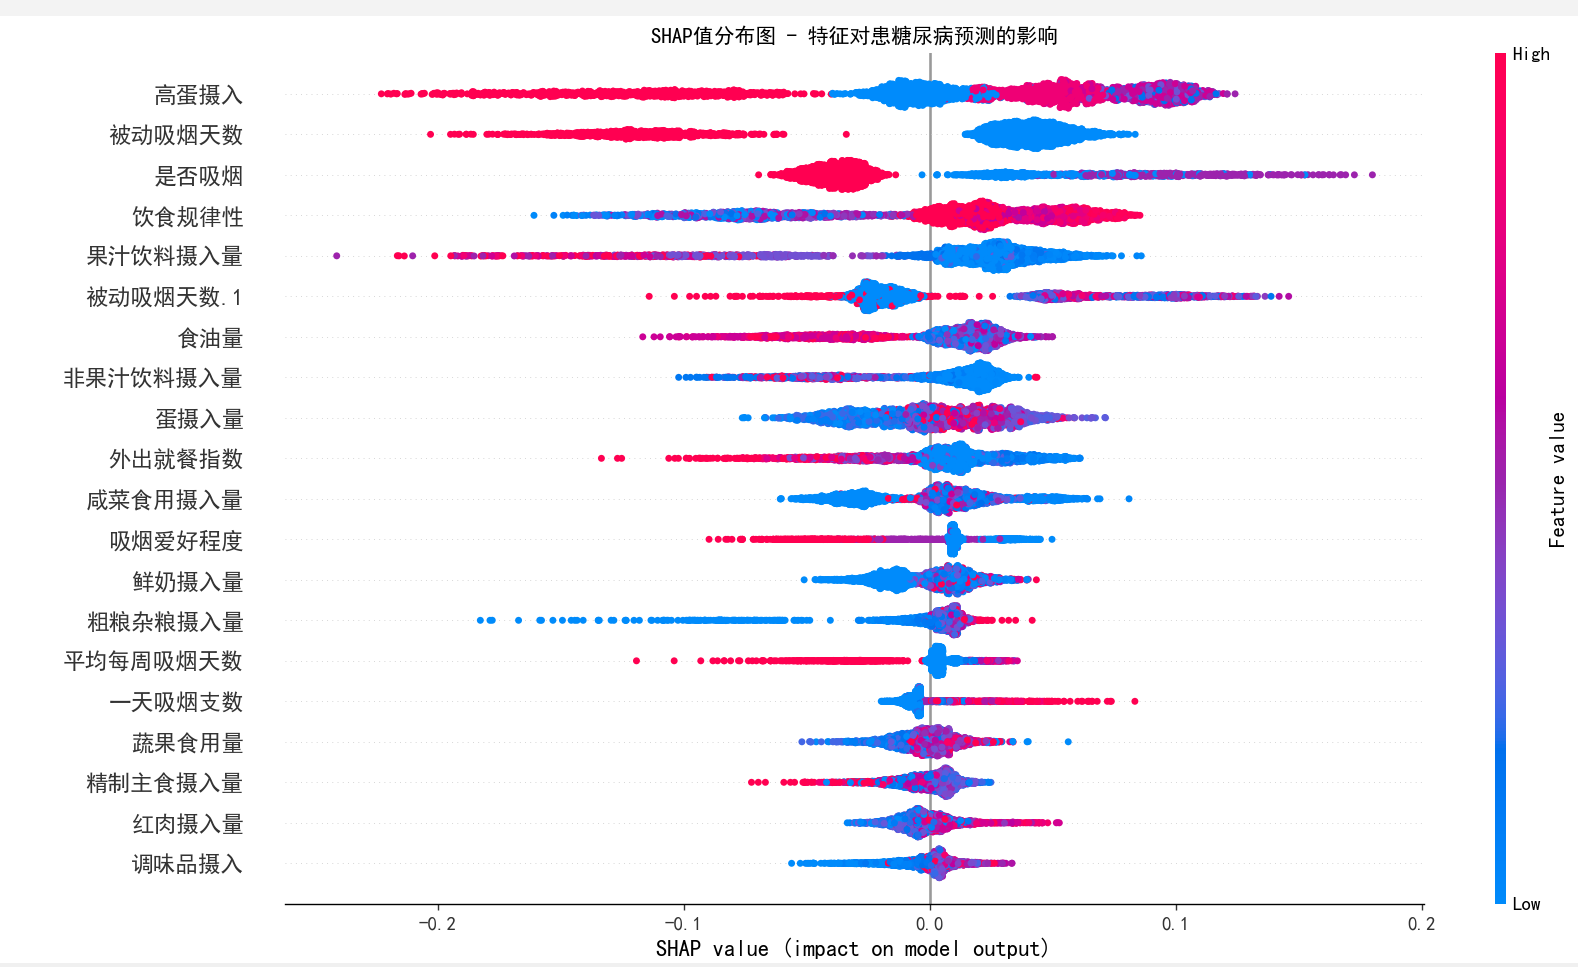 SHAP值分布图 - 特征对患糖尿病预测的影响
High
高蛋摄入
被动吸烟天数
是否吸烟
饮食规律性
果汁饮料摄入量
被动吸烟天数.1
食油量
非果汁饮料摄入量
蛋摄入量
外出就餐指数
咸菜食用摄入量
吸烟爱好程度
鲜奶摄入量
粗粮杂粮摄入量
平均每周吸烟天数
一天吸烟支数
蔬果食用量
精制主食摄入量
红肉摄入量
调味品摄入
Feature value
Low
-0.2 -0.1 0.0 0.1 0.2
SHAP value (impact on model output)